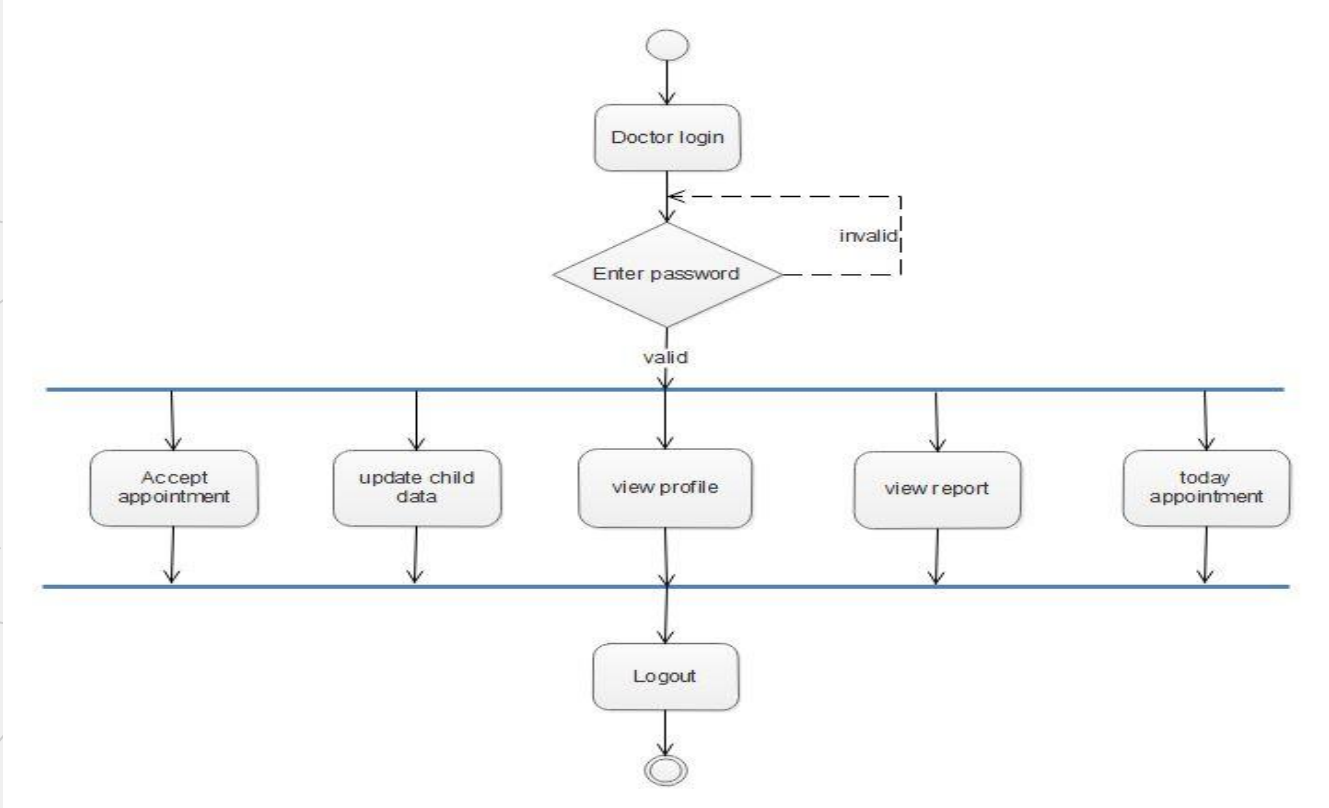 Doctor login
invalid
Enter password
valid
Accept
appointment
update child
data
view profile
view report
today
appointment
Logout